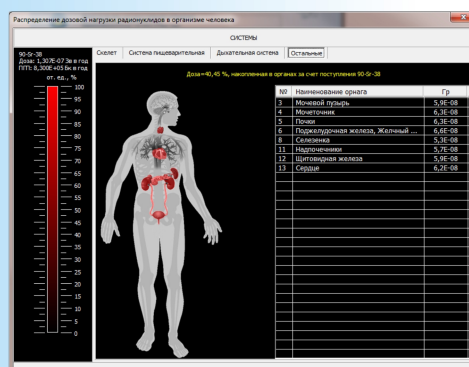 Распределение дозовой нагрузки радионуклидов в организме человека
СИСТЕМЫ
90-Sr-38
Доза: 1,307E-07 Зв в год
ПГП: 8,300E+05 Бк в год
от. ед., %
100
95
90
85
80
75
70
65
60
55
50
45
40
35
30
25
20
15
10
5
0
Скелет Система пищеварительная Дыхательная система Остальные
Доза=40,45 %, накопленная в органах за счет поступления 90-Sr-38
№ Наименование орнага Гр
3 Мочевой пузырь 5,9E-08
4 Мочеточник 6,3E-08
5 Почки 6,3E-08
6 Поджелудочная железа, Желчный ... 6,6E-08
8 Селезенка 5,3E-08
11 Надпочечники 5,7E-08
12 Щитовидная железа 5,9E-08
13 Сердце 6,2E-08